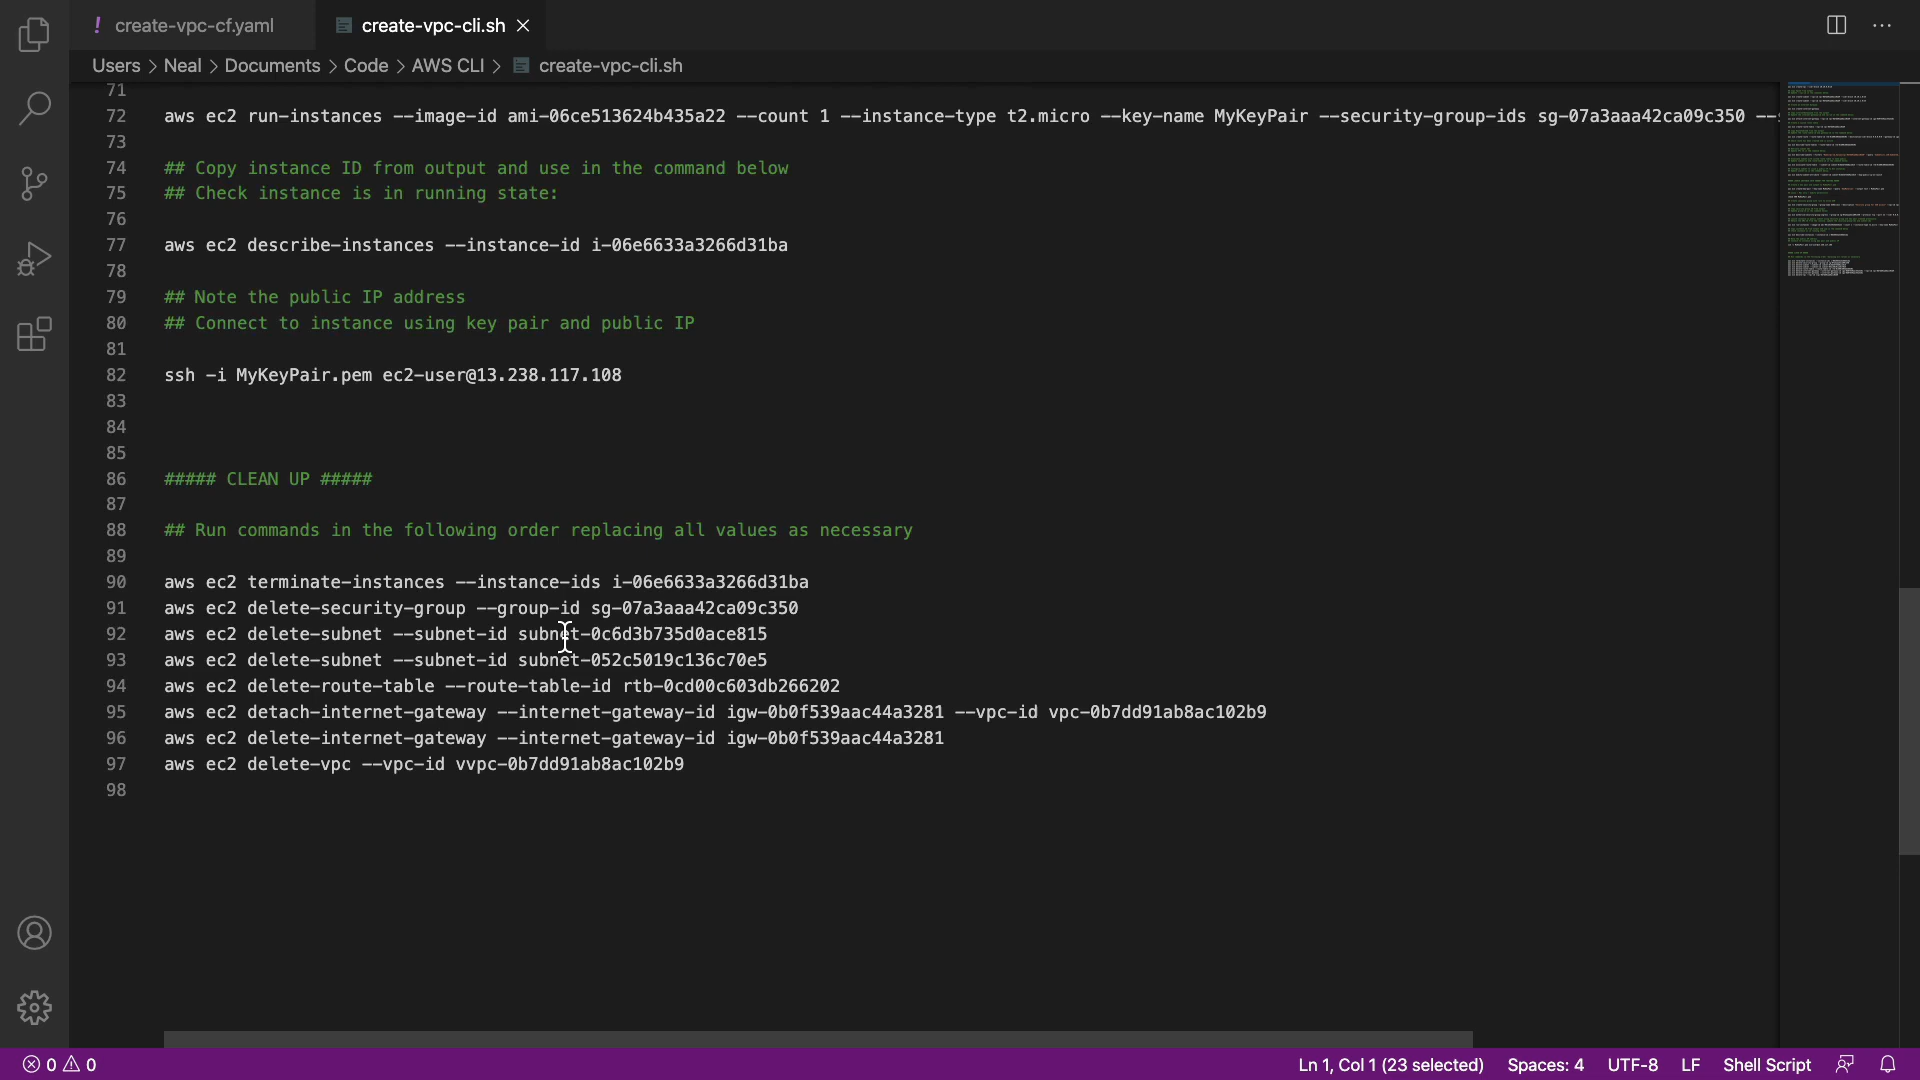 ! create-vpc-cf.yaml
create-vpc-cli.sh
Users > Neal > Documents > Code > AWS CLI > create-vpc-cli.sh
71
72 aws ec2 run-instances --image-id ami-06ce513624b435a22 --count 1 --instance-type t2.micro --key-name MyKeyPair --security-group-ids sg-07a3aaa42ca09c350 --
73
74 ## Copy instance ID from output and use in the command below
75 ## Check instance is in running state:
76
77 aws ec2 describe-instances --instance-id i-06e6633a3266d31ba
78
79 ## Note the public IP address
80 ## Connect to instance using key pair and public IP
81
82 ssh -i MyKeyPair.pem ec2-user@13.238.117.108
83
84
85
86 ##### CLEAN UP #####
87
88 ## Run commands in the following order replacing all values as necessary
89
90 aws ec2 terminate-instances --instance-ids i-06e6633a3266d31ba
91 aws ec2 delete-security-group --group-id sg-07a3aaa42ca09c350
92 aws ec2 delete-subnet --subnet-id subnet-0c6d3b735d0ace815
93 aws ec2 delete-subnet --subnet-id subnet-052c5019c136c70e5
94 aws ec2 delete-route-table --route-table-id rtb-0cd00c603db266202
95 aws ec2 detach-internet-gateway --internet-gateway-id igw-0b0f539aac44a3281 --vpc-id vpc-0b7dd91ab8ac102b9
96 aws ec2 delete-internet-gateway --internet-gateway-id igw-0b0f539aac44a3281
97 aws ec2 delete-vpc --vpc-id vvpc-0b7dd91ab8ac102b9
98
0 0
Ln 1, Col 1 (23 selected) Spaces: 4 UTF-8 LF Shell Script